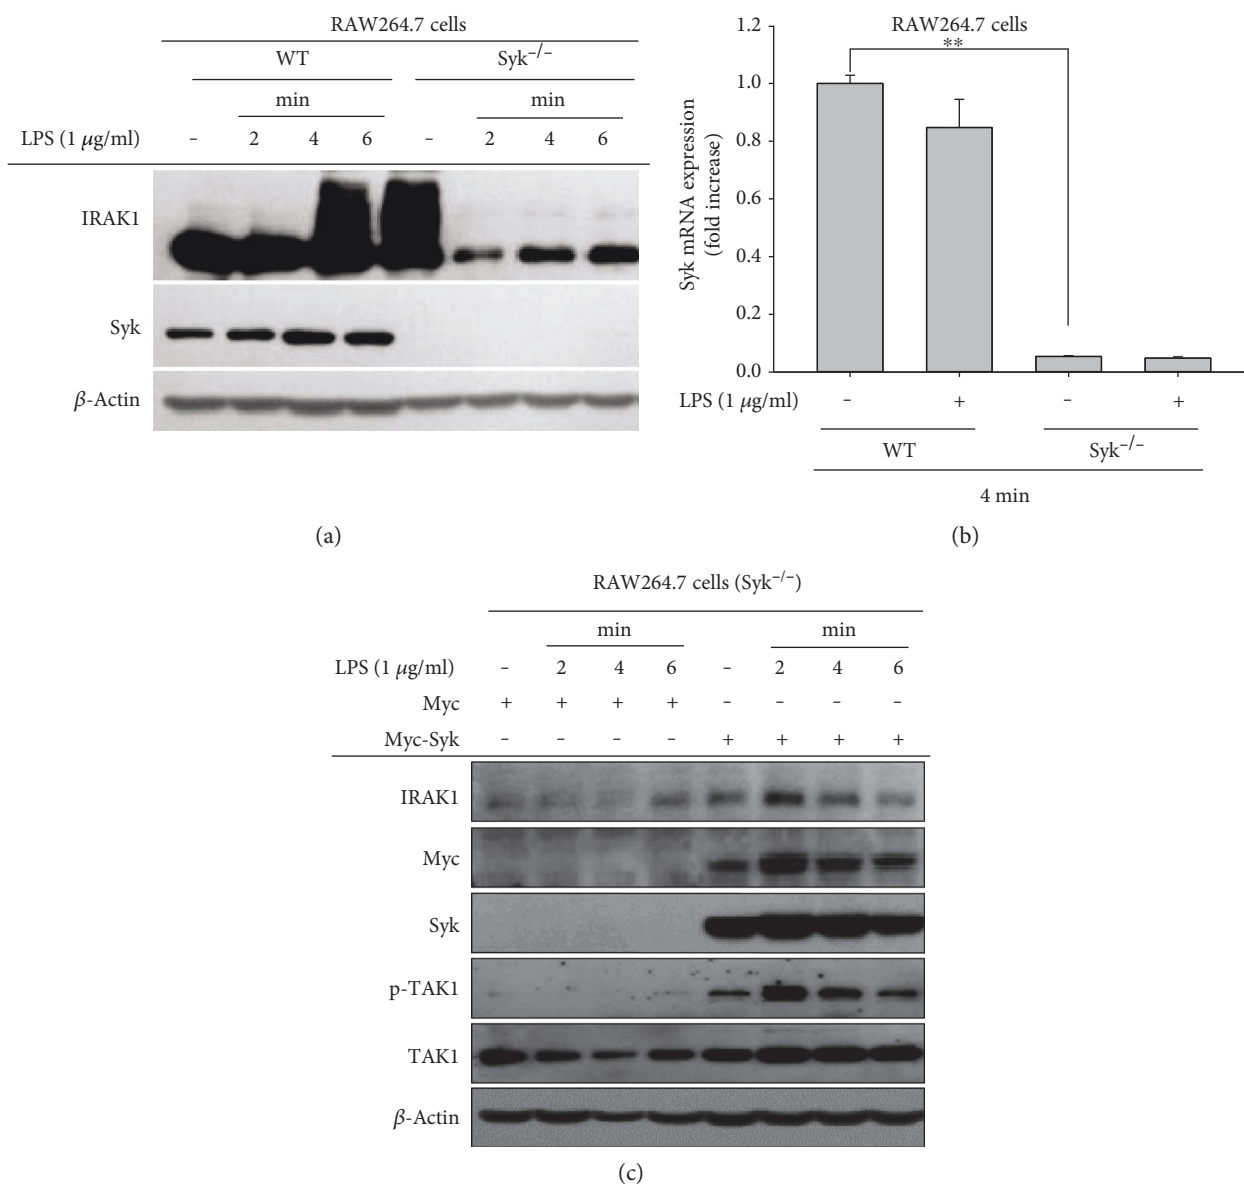 RAW264.7 cells
WT Syk−/−
min min
LPS (1 μg/ml) – 2 4 6 – 2 4 6
IRAK1
Syk
β-Actin
(a)
RAW264.7 cells
**
Syk mRNA expression
(fold increase)
1.2
1.0
0.8
0.6
0.4
0.2
0.0
LPS (1 μg/ml) – + – +
WT Syk−/−
4 min
(b)
RAW264.7 cells (Syk−/−)
min min
LPS (1 μg/ml) – 2 4 6 – 2 4 6
Myc + + + + – – – –
Myc-Syk – – – – + + + +
IRAK1
Myc
Syk
p-TAK1
TAK1
β-Actin
(c)